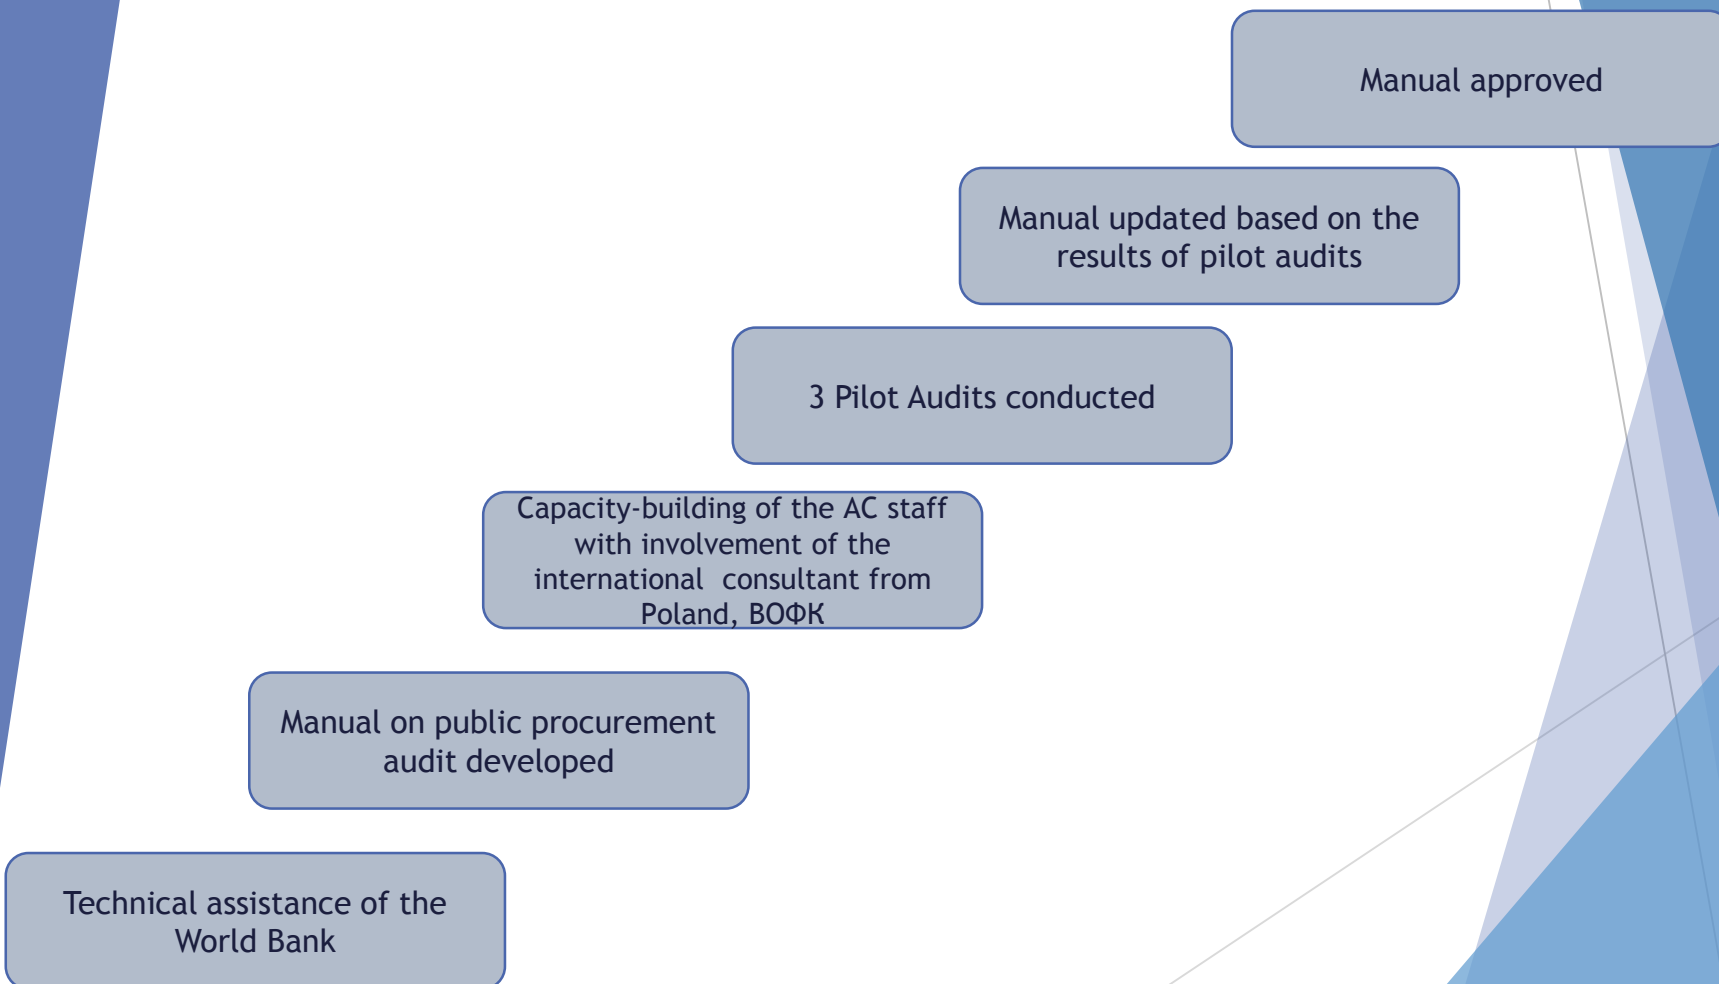 Manual approved
Manual updated based on the
results of pilot audits
3 Pilot Audits conducted
Capacity-building of the AC staff
with involvement of the
international  consultant from
Poland, ВОФК
Manual on public procurement
audit developed
Technical assistance of the
World Bank